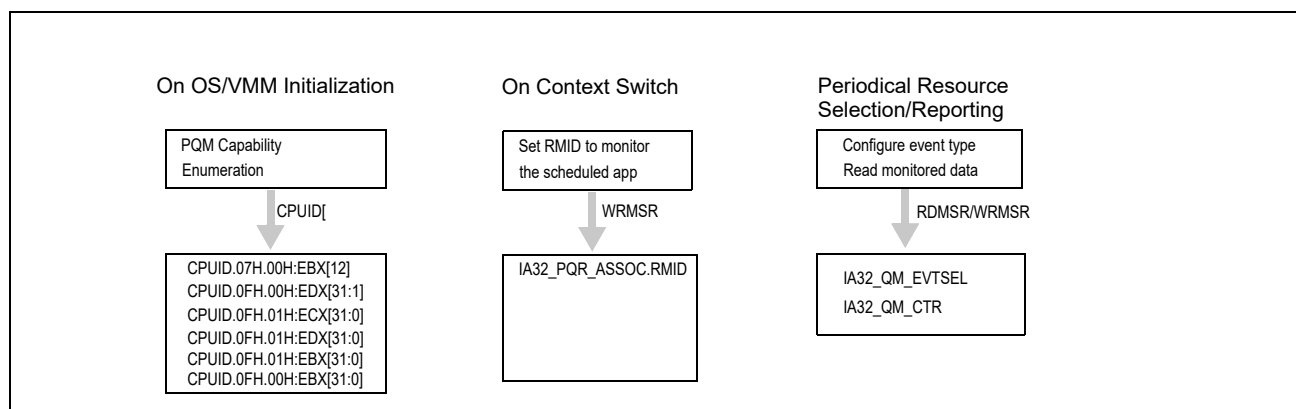 On OS/VMM Initialization
PQM Capability
Enumeration
CPUID[
CPUID.07H.00H:EBX[12]
CPUID.0FH.00H:EDX[31:1]
CPUID.0FH.01H:ECX[31:0]
CPUID.0FH.01H:EDX[31:0]
CPUID.0FH.01H:EBX[31:0]
CPUID.0FH.00H:EBX[31:0]
On Context Switch
Set RMID to monitor
the scheduled app
WRMSR
IA32_PQR_ASSOC.RMID
Periodical Resource
Selection/Reporting
Configure event type
Read monitored data
RDMSR/WRMSR
IA32_QM_EVTSEL
IA32_QM_CTR